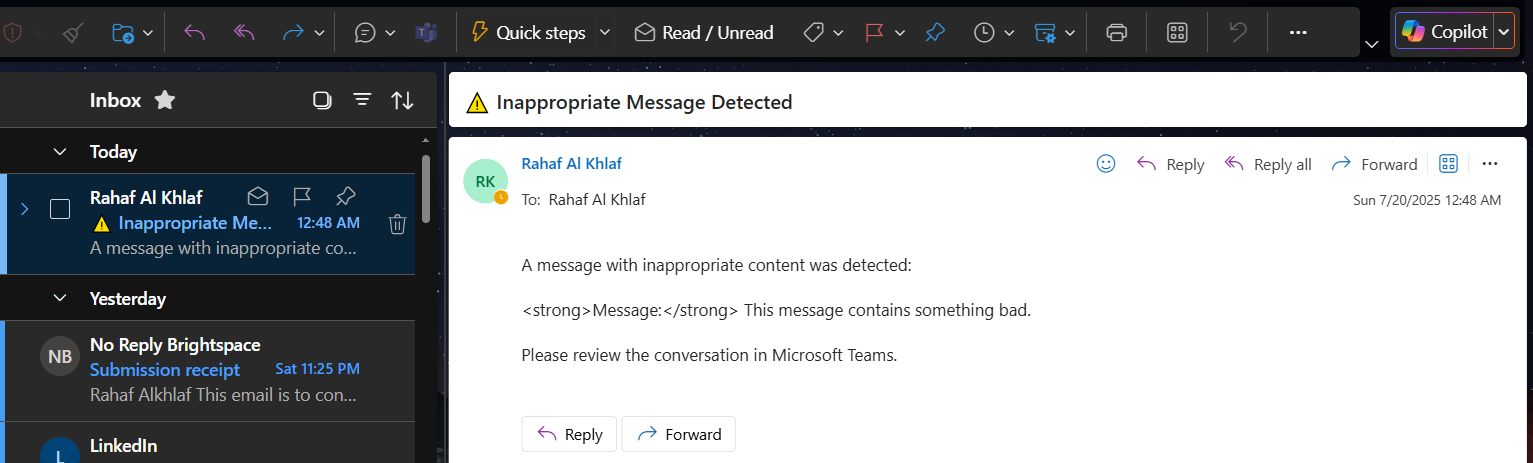 Quick steps
Read / Unread
Copilot
Inbox
Today
Rahaf Al Khlaf
Inappropriate Me...
12:48 AM
A message with inappropriate co...
Yesterday
NB
No Reply Brightspace
Submission receipt
Sat 11:25 PM
Rahaf Alkhlaf This email is to con...
L
LinkedIn
Inappropriate Message Detected
RK
Rahaf Al Khlaf
Reply
Reply all
Forward
To: Rahaf Al Khlaf
Sun 7/20/2025 12:48 AM
A message with inappropriate content was detected:
<strong>Message:</strong> This message contains something bad.
Please review the conversation in Microsoft Teams.
Reply
Forward